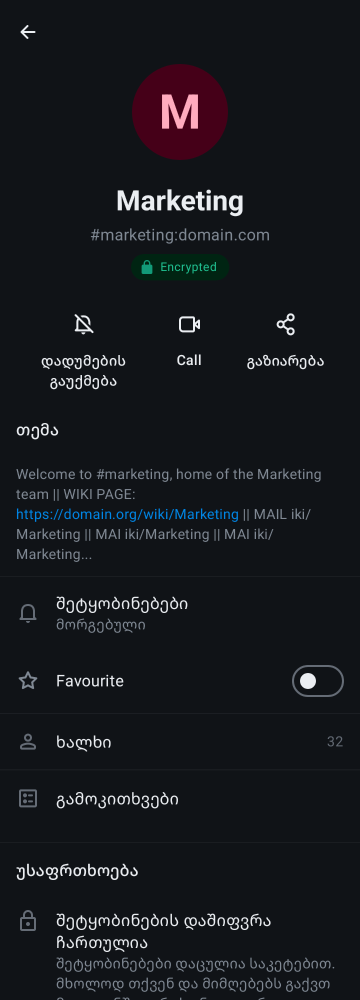 M
Marketing
#marketing:domain.com
Encrypted
დადუმების
გაუქმება
Call
გაზიარება
თემა
Welcome to #marketing, home of the Marketing
team || WIKI PAGE:
https://domain.org/wiki/Marketing || MAIL iki/
Marketing || MAI iki/Marketing || MAI iki/
Marketing...
შეტყობინებები
მორგებული
Favourite
ხალხი
32
გამოკითხვები
უსაფრთხოება
შეტყობინების დაშიფვრა
ჩართულია
შეტყობინებები დაცულია საკეტებით.
მხოლოდ თქვენ და მიმღებებს გაქვთ